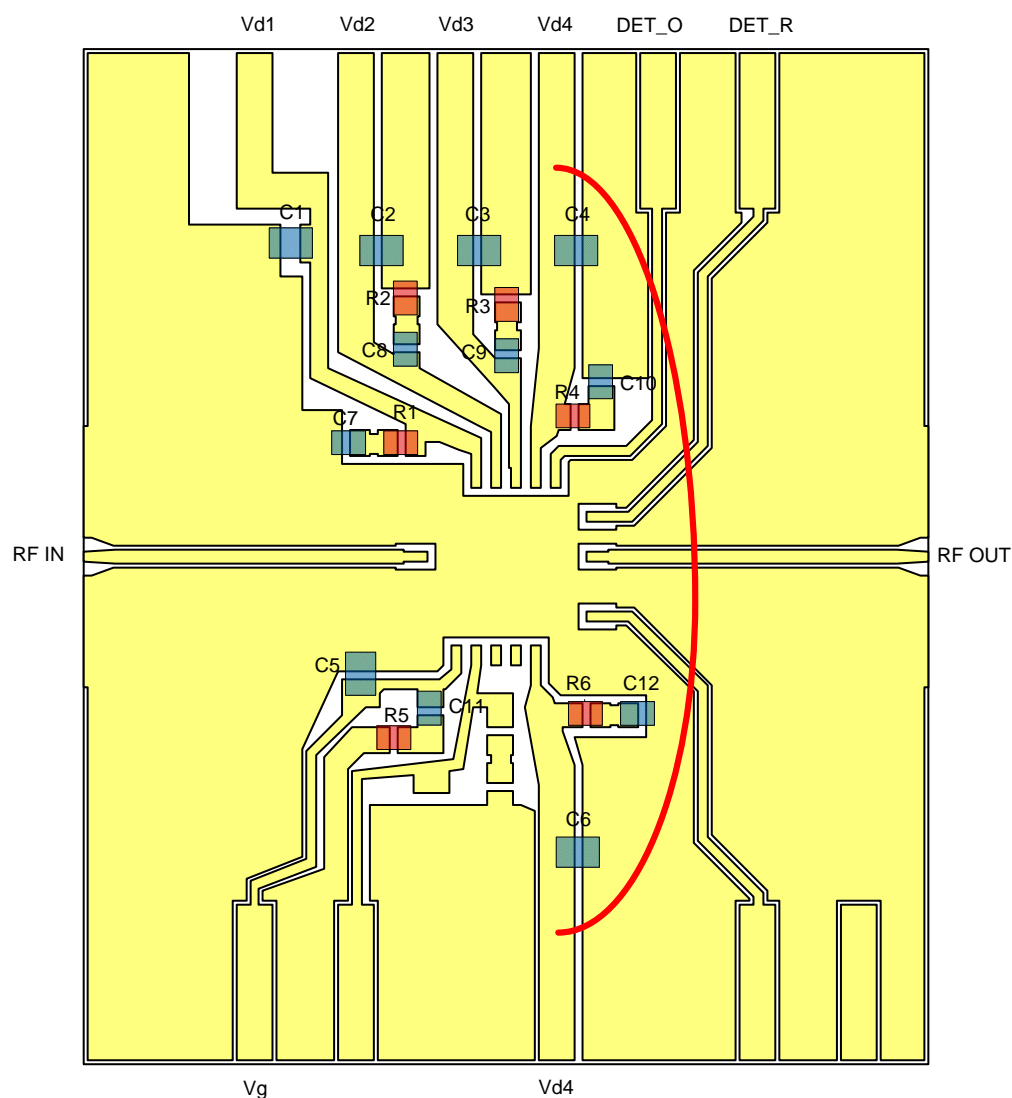 Vd1 Vd2 Vd3 Vd4 DET_O DET_R
C1 C2 C3 C4
R2 R3
C8 C9
C10
R4
C7 R1
RF IN RF OUT
C5
R6 C12
C11
R5
C6
Vg Vd4